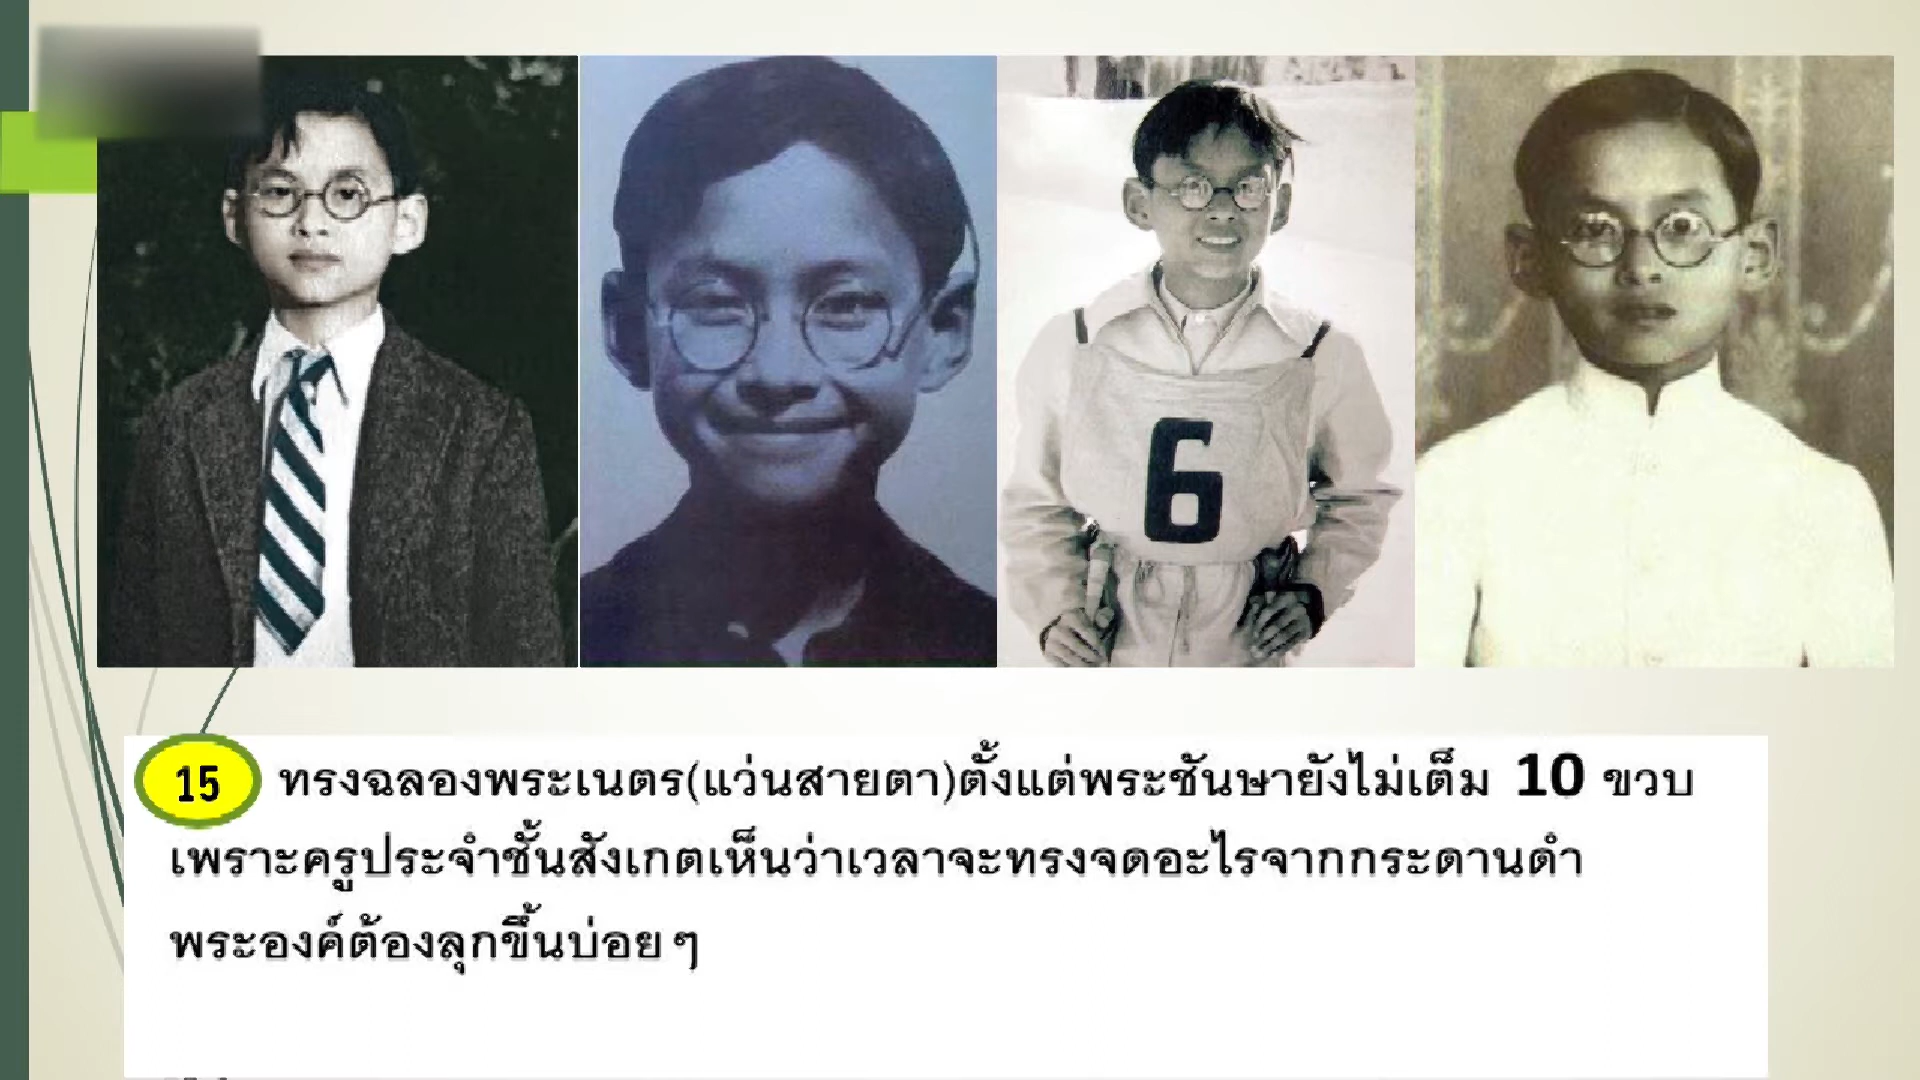 6
15 ทรงฉลองพระเนตร(แว่นสายตา)ตั้งแต่พระชันษายังไม่เต็ม 10 ขวบ
เพราะครูประจำชั้นสังเกตเห็นว่าเวลาจะทรงจดอะไรจากกระดานดำ
พระองค์ต้องลุกขึ้นบ่อยๆ